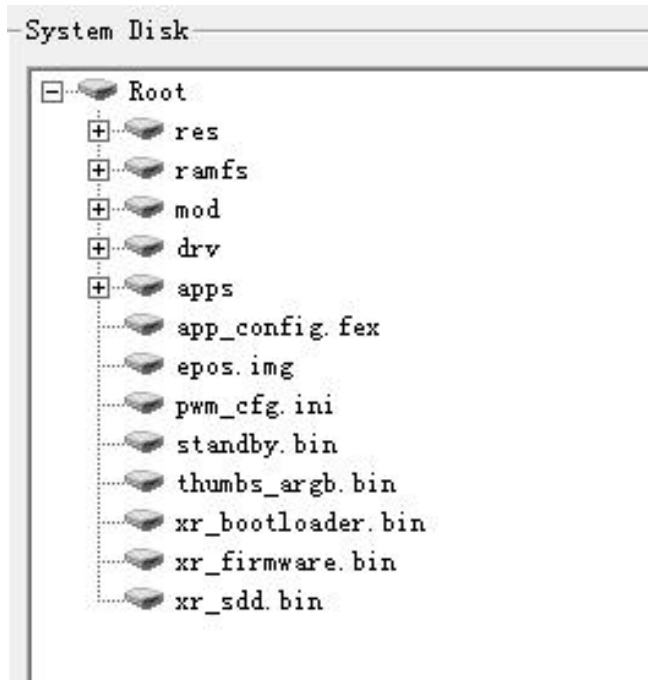 System Disk
Root
res
ramfs
mod
drv
apps
app_config.fex
epos.img
pwm_cfg.ini
standby.bin
thumbs_argb.bin
xr_bootloader.bin
xr_firmware.bin
xr_sdd.bin